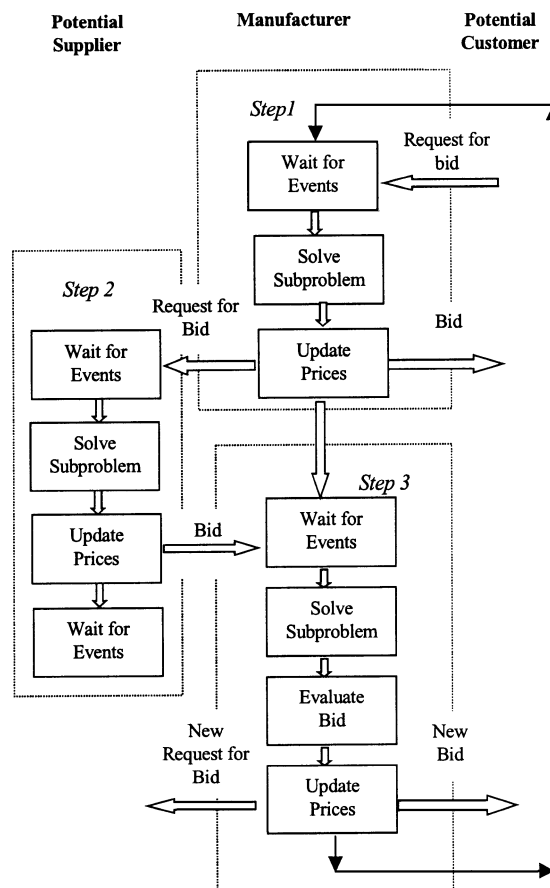 Potential
Supplier
Manufacturer
Potential
Customer
Step1
Wait for
Events
Request for
bid
Solve
Subproblem
Step 2
Request for
Bid
Update
Prices
Bid
Wait for
Events
Solve
Subproblem
Update
Prices
Wait for
Events
Bid
Step 3
Wait for
Events
Solve
Subproblem
Evaluate
Bid
New
Request for
Bid
New
Bid
Update
Prices